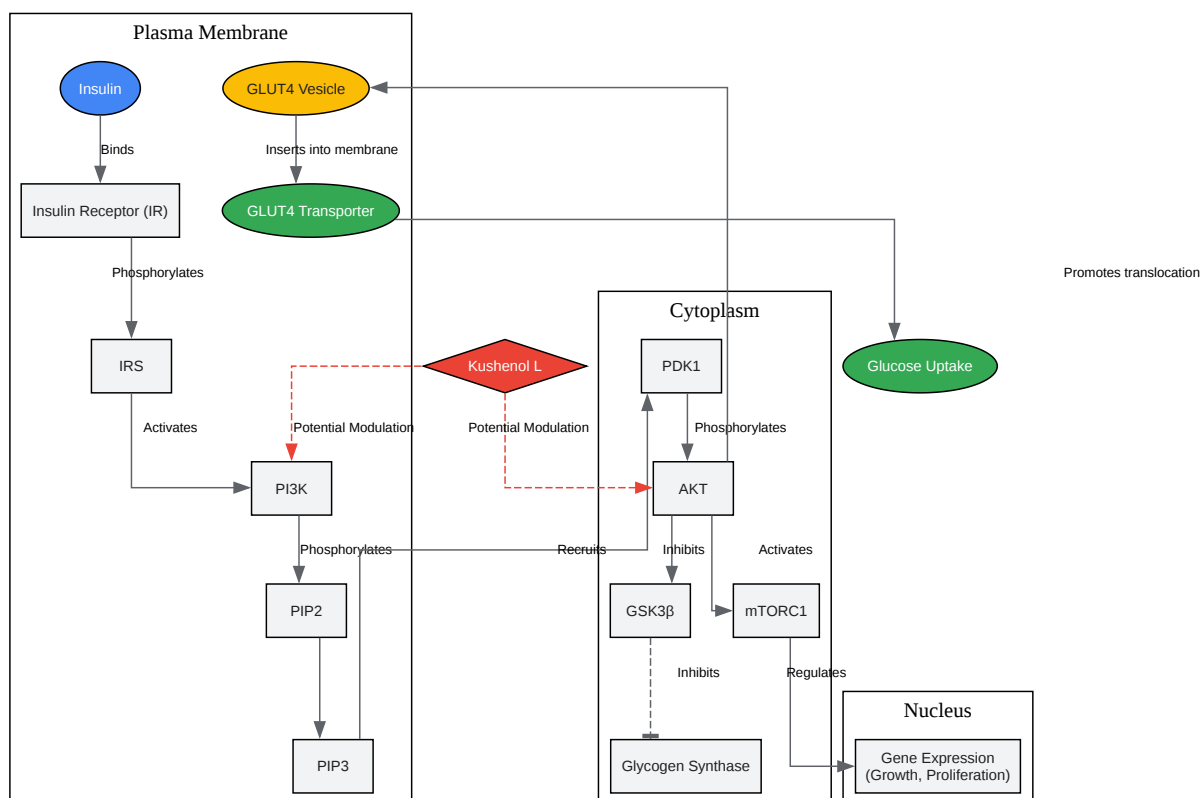 Plasma Membrane
Insulin
GLUT4 Vesicle
Binds
Inserts into membrane
Insulin Receptor (IR)
GLUT4 Transporter
Phosphorylates
Promotes translocation
Cytoplasm
IRS
Kushenol L
PDK1
Glucose Uptake
Activates
Potential Modulation
Potential Modulation
Phosphorylates
PI3K
AKT
Phosphorylates
Recruits
Inhibits
Activates
PIP2
GSK3β
mTORC1
Inhibits
Regulates
Nucleus
PIP3
Glycogen Synthase
Gene Expression
(Growth, Proliferation)